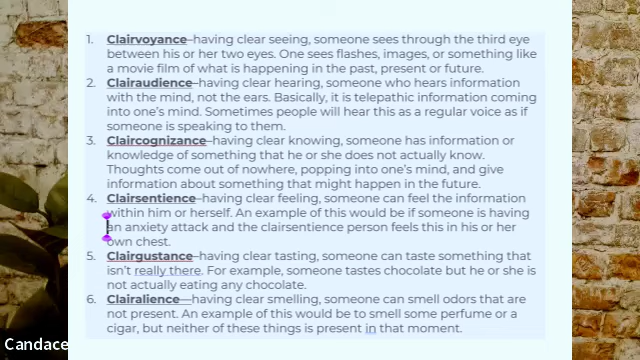 1. Clairvoyance–having clear seeing, someone sees through the third eye
between his or her two eyes. One sees flashes, images, or something like
a movie film of what is happening in the past, present or future.
2. Clairaudience–having clear hearing, someone who hears information
with the mind, not the ears. Basically, it is telepathic information coming
into one's mind. Sometimes people will hear this as a regular voice as if
someone is speaking to them.
3. Claircognizance–having clear knowing, someone has information or
knowledge of something that he or she does not actually know.
Thoughts come out of nowhere, popping into one's mind, and give
information about something that might happen in the future.
4. Clairsentience–having clear feeling, someone can feel the information
within him or herself. An example of this would be if someone is having
an anxiety attack and the clairsentience person feels this in his or her
own chest.
5. Clairgustance–having clear tasting, someone can taste something that
isn't really there. For example, someone tastes chocolate but he or she is
not actually eating any chocolate.
6. Clairalience—having clear smelling, someone can smell odors that are
not present. An example of this would be to smell some perfume or a
cigar, but neither of these things is present in that moment.
Candace